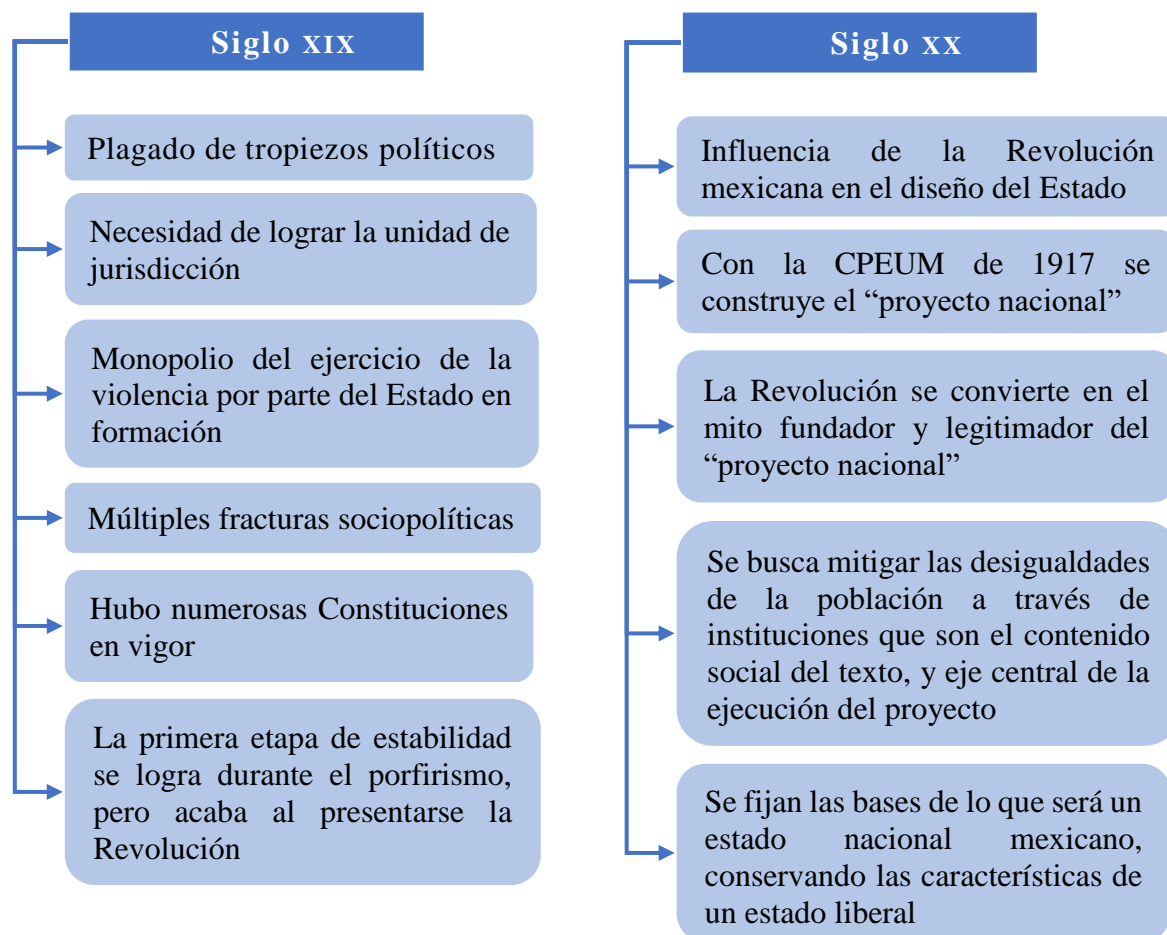 Siglo XIX
Plagado de tropiezos políticos
Necesidad de lograr la unidad de
jurisdicción
Monopolio del ejercicio de la
violencia por parte del Estado en
formación
Múltiples fracturas sociopolíticas
Hubo numerosas Constituciones
en vigor
La primera etapa de estabilidad
se logra durante el porfirismo,
pero acaba al presentarse la
Revolución
Siglo XX
Influencia de la Revolución
mexicana en el diseño del Estado
Con la CPEUM de 1917 se
construye el “proyecto nacional”
La Revolución se convierte en el
mito fundador y legitimador del
“proyecto nacional”
Se busca mitigar las desigualdades
de la población a través de
instituciones que son el contenido
social del texto, y eje central de la
ejecución del proyecto
Se fijan las bases de lo que será un
estado nacional mexicano,
conservando las características de
un estado liberal